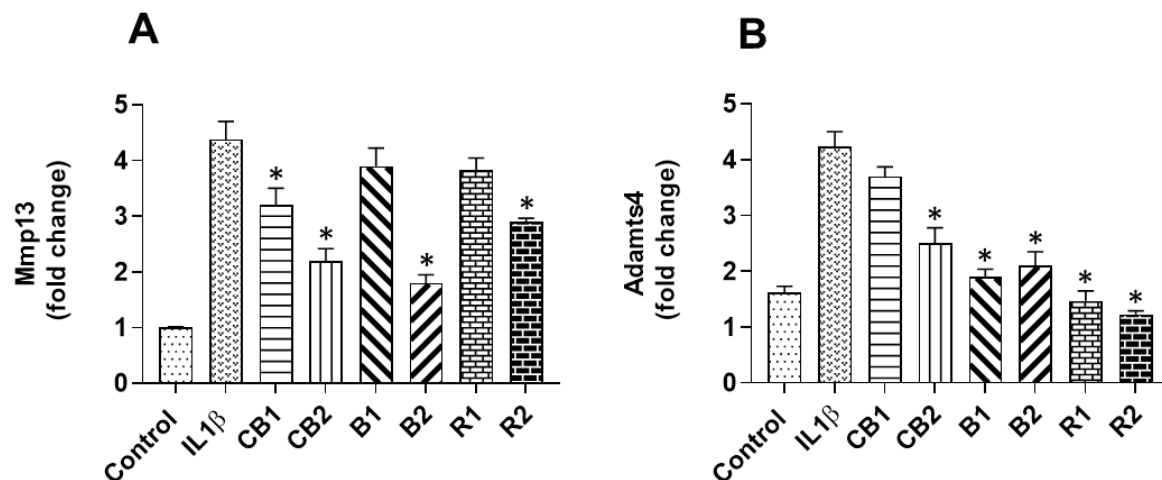 A
Mmp13
(fold change)
5
4
3
2
1
0
*
*
*
*
Control
IL1β
CB1
CB2
B1
B2
R1
R2
B
Adamts4
(fold change)
5
4
3
2
1
0
*
*
*
*
*
Control
IL1β
CB1
CB2
B1
B2
R1
R2